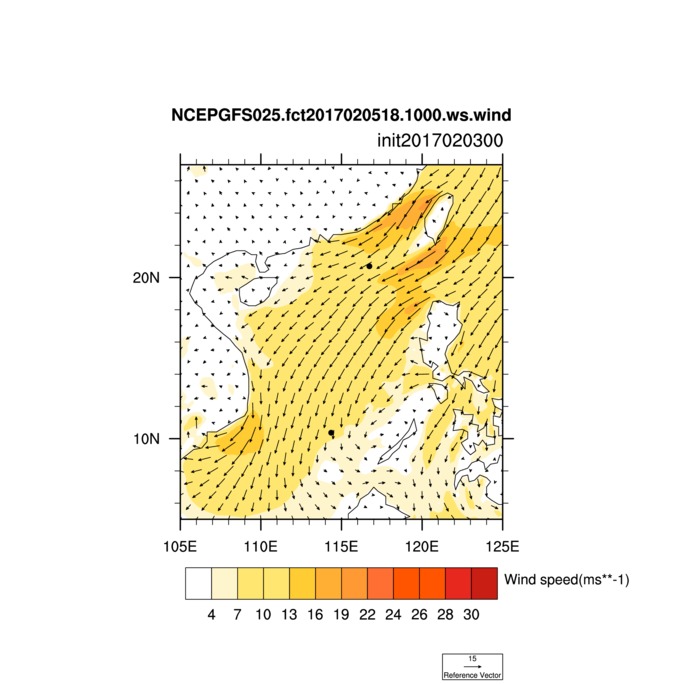 NCEPGFS025.fct2017020518.1000.ws.wind
init2017020300
20N
10N
105E 110E 115E 120E 125E
Wind speed(ms**-1)
4 7 10 13 16 19 22 24 26 28 30
15
Reference Vector